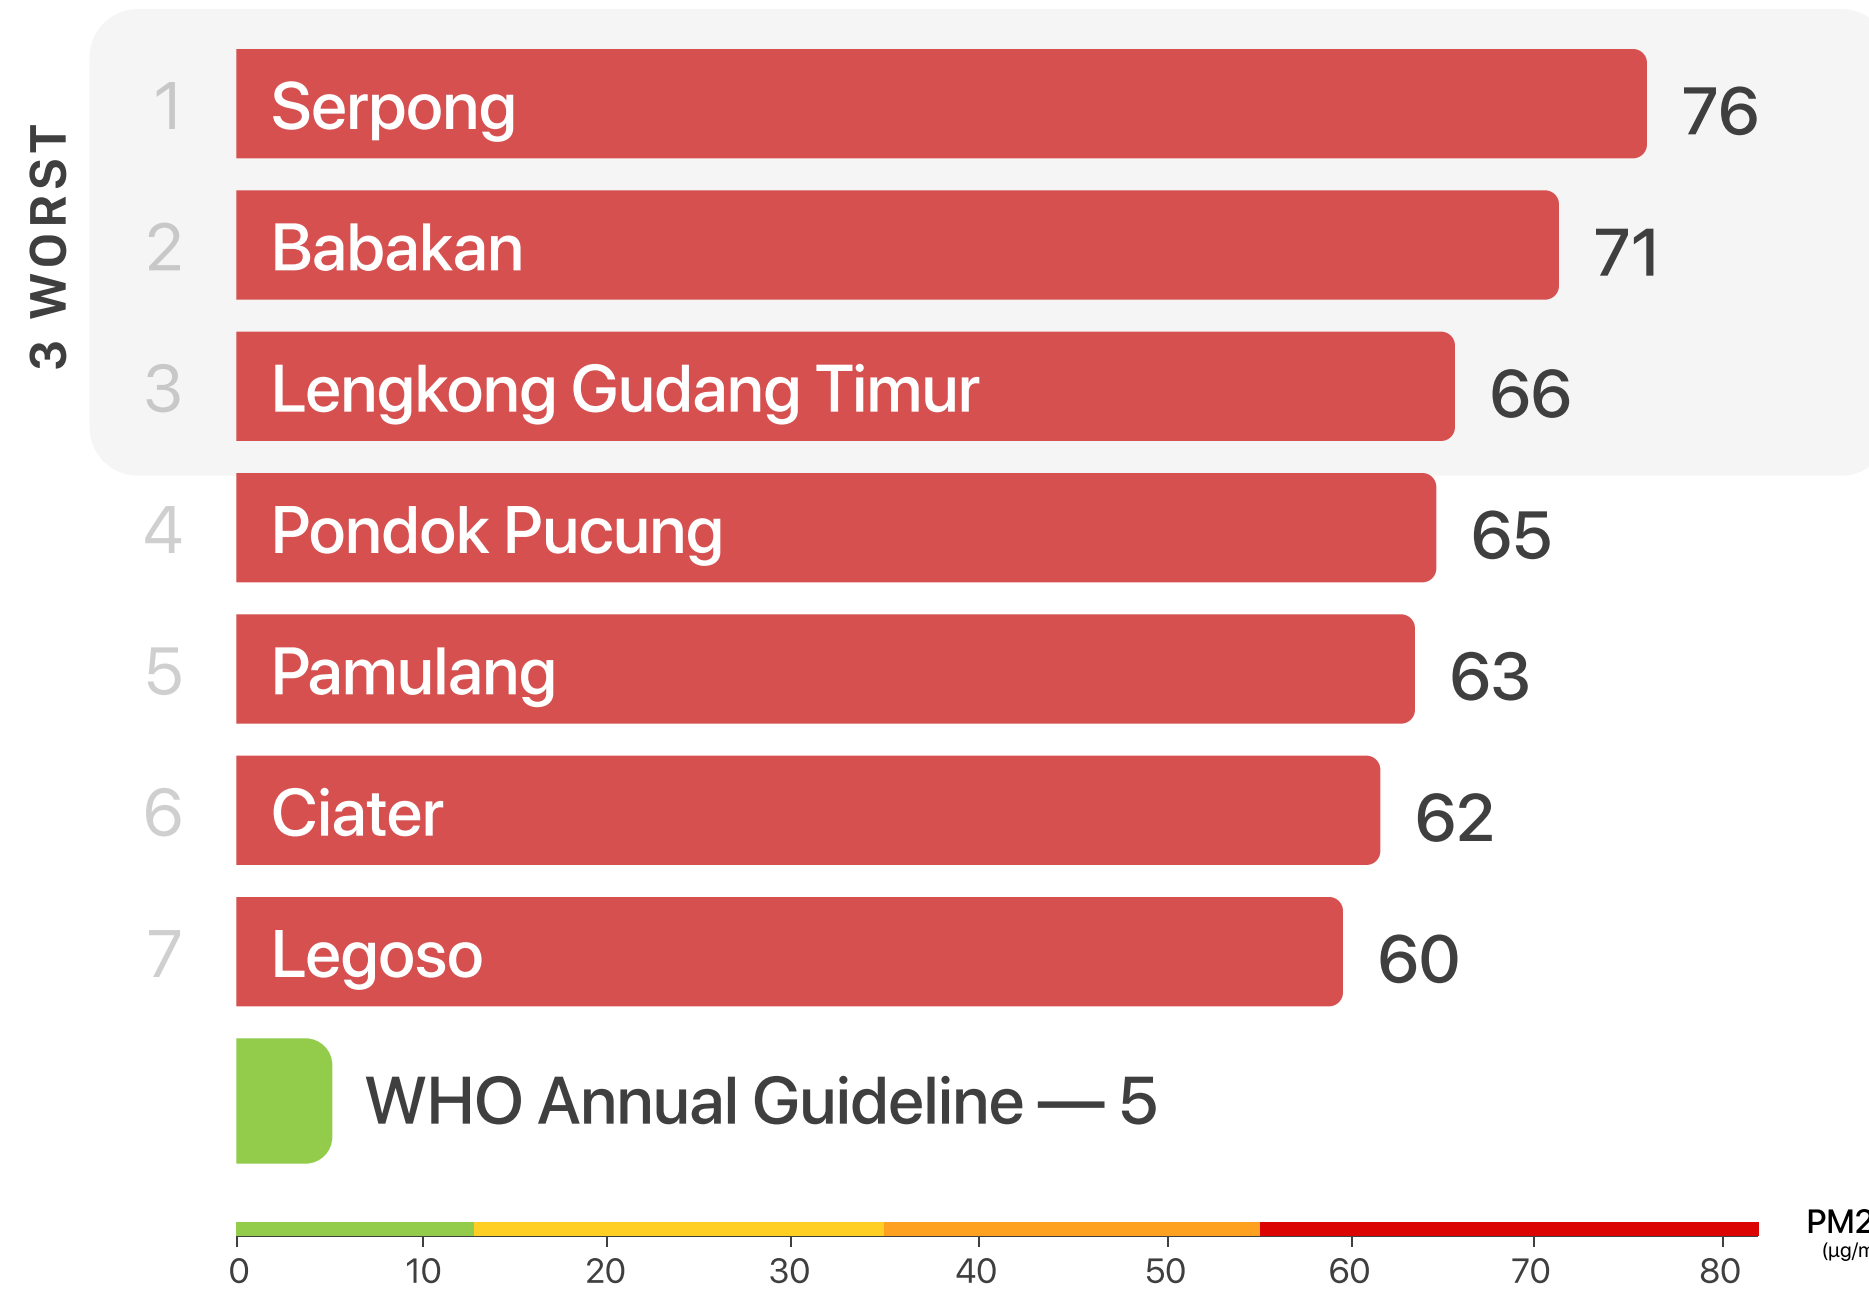 3 WORST
1 Serpong 76
2 Babakan 71
3 Lengkong Gudang Timur 66
4 Pondok Pucung 65
5 Pamulang 63
6 Ciater 62
7 Legoso 60
WHO Annual Guideline — 5
0 10 20 30 40 50 60 70 80
PM2
(µg/m